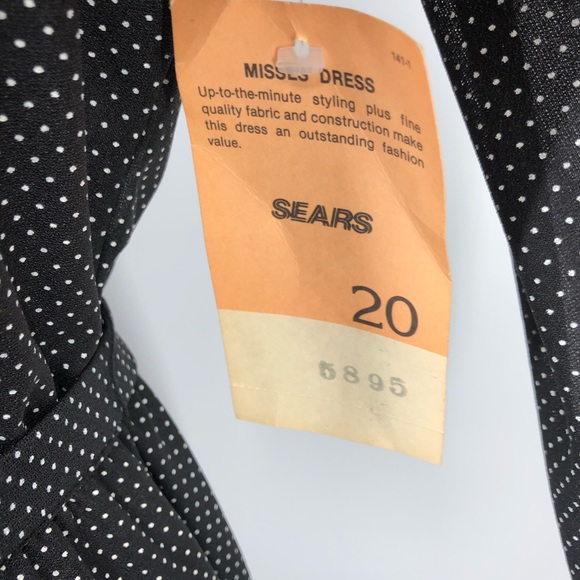 141-1
MISSES DRESS
Up-to-the-minute styling plus fine
quality fabric and construction make
this dress an outstanding fashion
value.
SEARS
20
5895